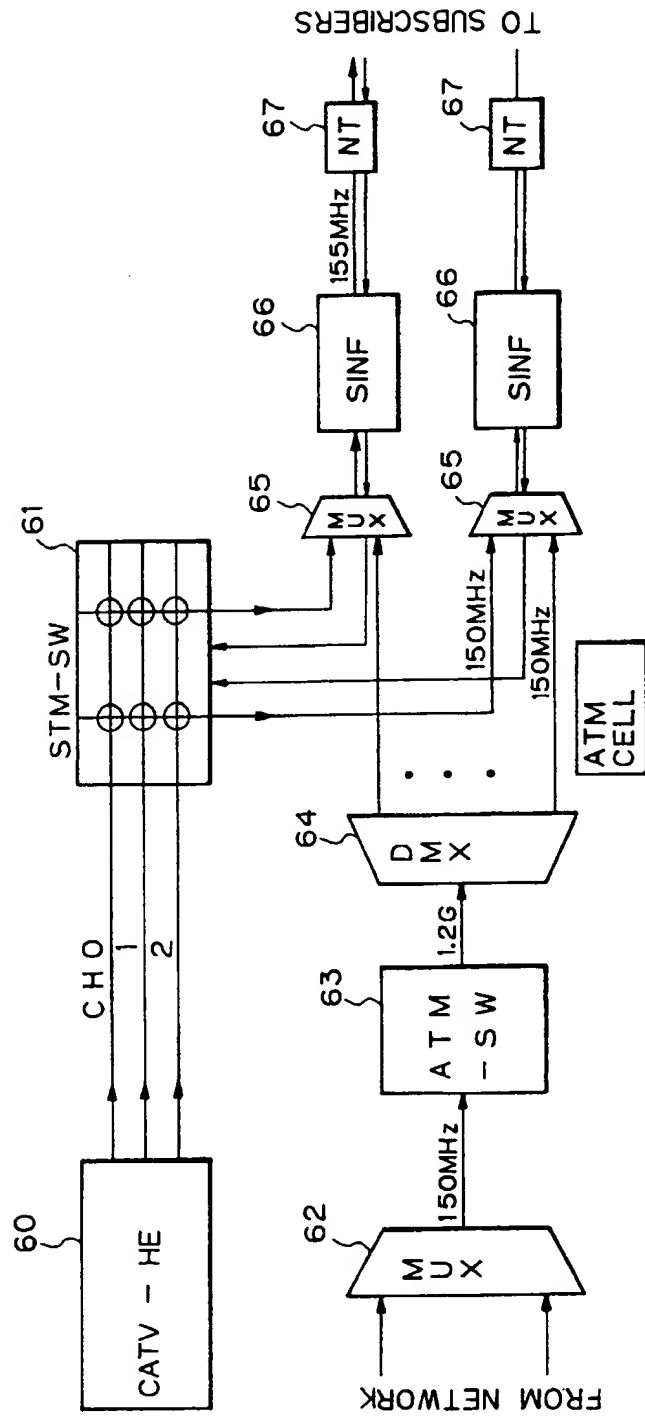 60
CATV - HE
CH0
1
2
STM-SW
61
FROM NETWORK
62
MUX
150MHz
63
ATM
-SW
1.2G
64
DMX
150MHz
150MHz
ATM
CELL
65
MUX
65
MUX
66
SINF
66
SINF
155MHz
67
NT
67
NT
TO SUBSCRIBERS